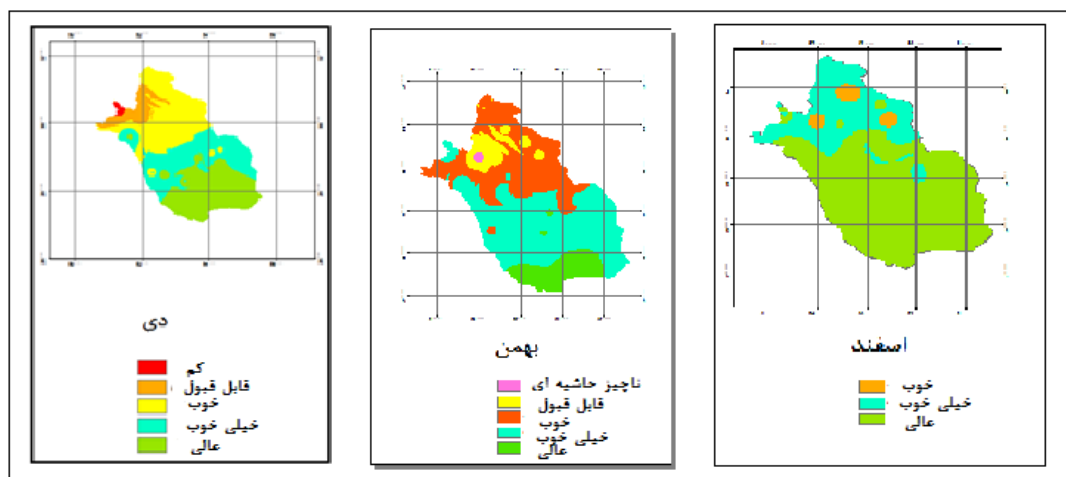 دی
کم
قابل قبول
خوب
خیلی خوب
عالی
بهمن
ناچیز حاشیه ای
قابل قبول
خوب
خیلی خوب
عالی
اسفند
خوب
خیلی خوب
عالی